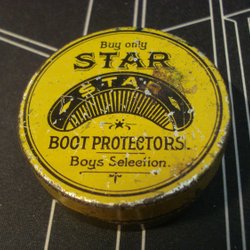 Buy only
STAR
STAR
BOOT PROTECTORS.
Boys Selection.